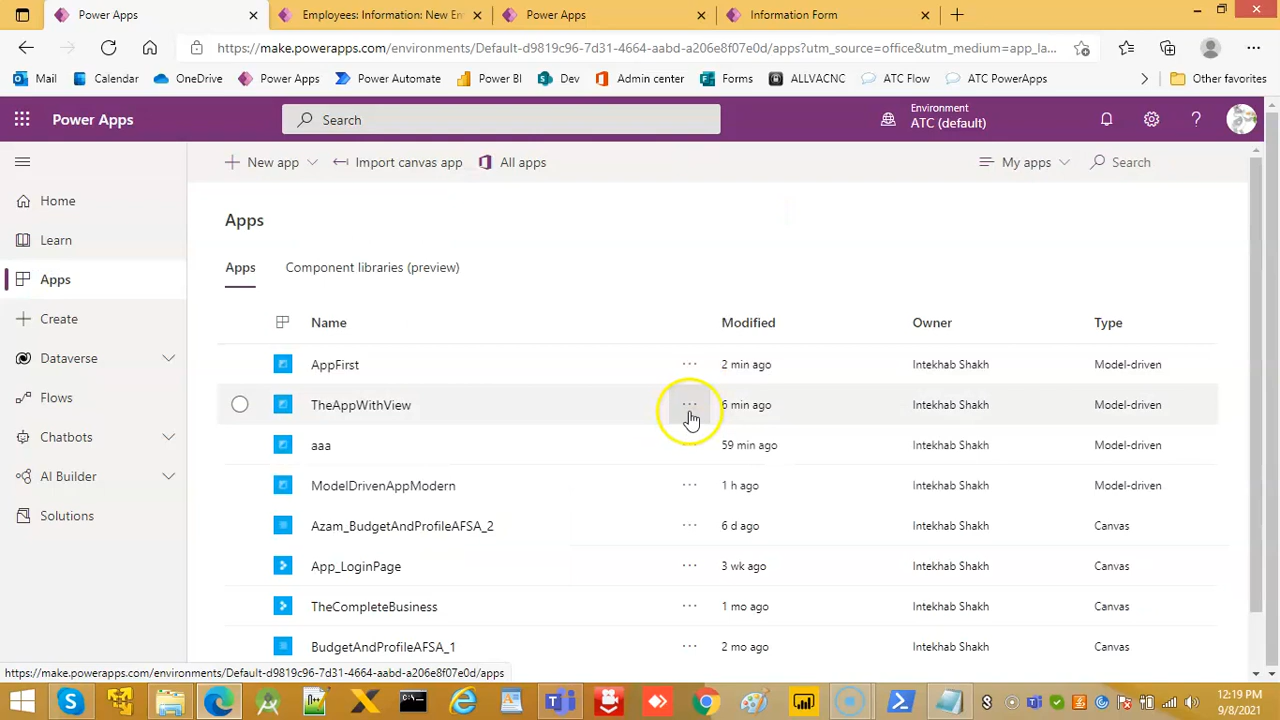 Power Apps
Employees: Information: New En
Power Apps
Information Form
https://make.powerapps.com/environments/Default-d9819c96-7d31-4664-aabd-a206e8f07e0d/apps?utm_source=office&utm_medium=app_la...
Mail
Calendar
OneDrive
Power Apps
Power Automate
Power BI
Dev
Admin center
Forms
ALLVACNC
ATC Flow
ATC PowerApps
Other favorites
Power Apps
Search
Environment
ATC (default)
New app
Import canvas app
All apps
My apps
Search
Home
Learn
Apps
Create
Dataverse
Flows
Chatbots
AI Builder
Solutions
Apps
Apps
Component libraries (preview)
Name Modified Owner Type
AppFirst ... 2 min ago Intekhab Shakh Model-driven
TheAppWithView ... 6 min ago Intekhab Shakh Model-driven
aaa ... 59 min ago Intekhab Shakh Model-driven
ModelDrivenAppModern ... 1 h ago Intekhab Shakh Model-driven
Azam_BudgetAndProfileAFSA_2 ... 6 d ago Intekhab Shakh Canvas
App_LoginPage ... 3 wk ago Intekhab Shakh Canvas
TheCompleteBusiness ... 1 mo ago Intekhab Shakh Canvas
BudgetAndProfileAFSA_1 ... 2 mo ago Intekhab Shakh Canvas
https://make.powerapps.com/environments/Default-d9819c96-7d31-4664-aabd-a206e8f07e0d/apps
12:19 PM
9/8/2021